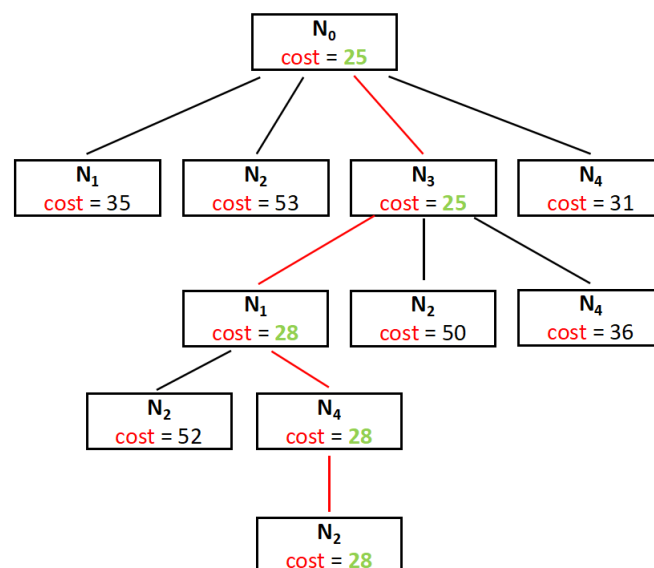 N₀
cost = 25
N₁
cost = 35
N₂
cost = 53
N₃
cost = 25
N₄
cost = 31
N₁
cost = 28
N₂
cost = 50
N₄
cost = 36
N₂
cost = 52
N₄
cost = 28
N₂
cost = 28